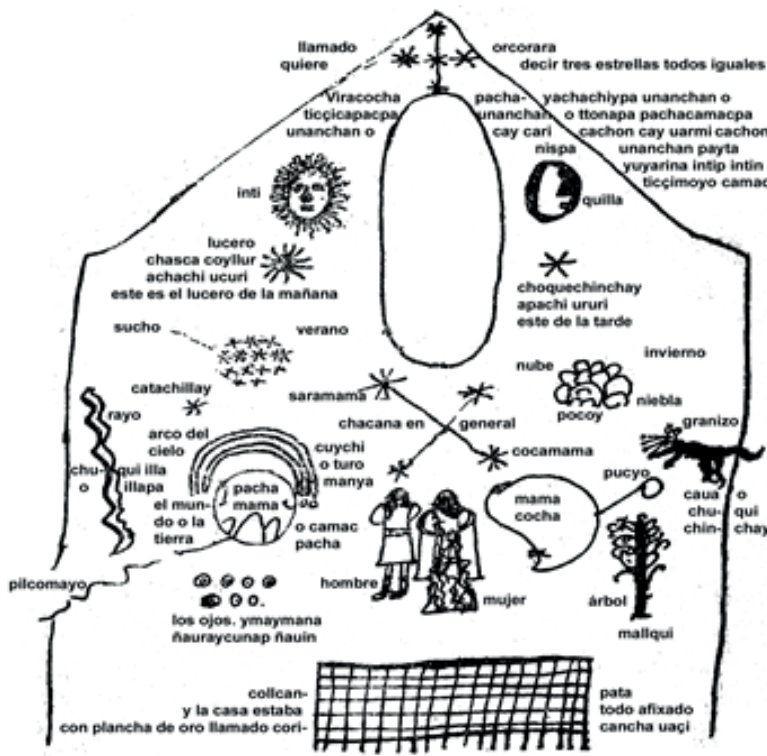 llamado orcorara
quiere decir tres estrellas todos iguales
Viracocha pacha- yachachiypa unanchan o
ticçicapacpa unanchan o ttonapa pachacamacpa
unanchan o cay cari cachon cay uarmi cachon
nispa unanchan payta
yuyarina intip intin
ticçimoyo camac
inti
quilla
lucero
chasca coyllur
achachi ucuri
este es el lucero de la mañana
choquechinchay
apachi ururi
este de la tarde
sucho
verano
nube
invierno
niebla
pocoy
catachillay
saramama
chacana en general
cocamama
rayo
chu- qui illa
o illapa
arco del
cielo
cuychi
o turo
manya
granizo
pucyo
caua o
chu- qui
chin- chay
pacha
mama
el mun-
do o la
tierra
o camac
pacha
mama
cocha
pilcomayo
hombre
mujer
árbol
mallqui
los ojos. ymaymana
ñauraycunap ñauin
collcan- pata
y la casa estaba todo afixado
con plancha de oro llamado cori- cancha uaçi